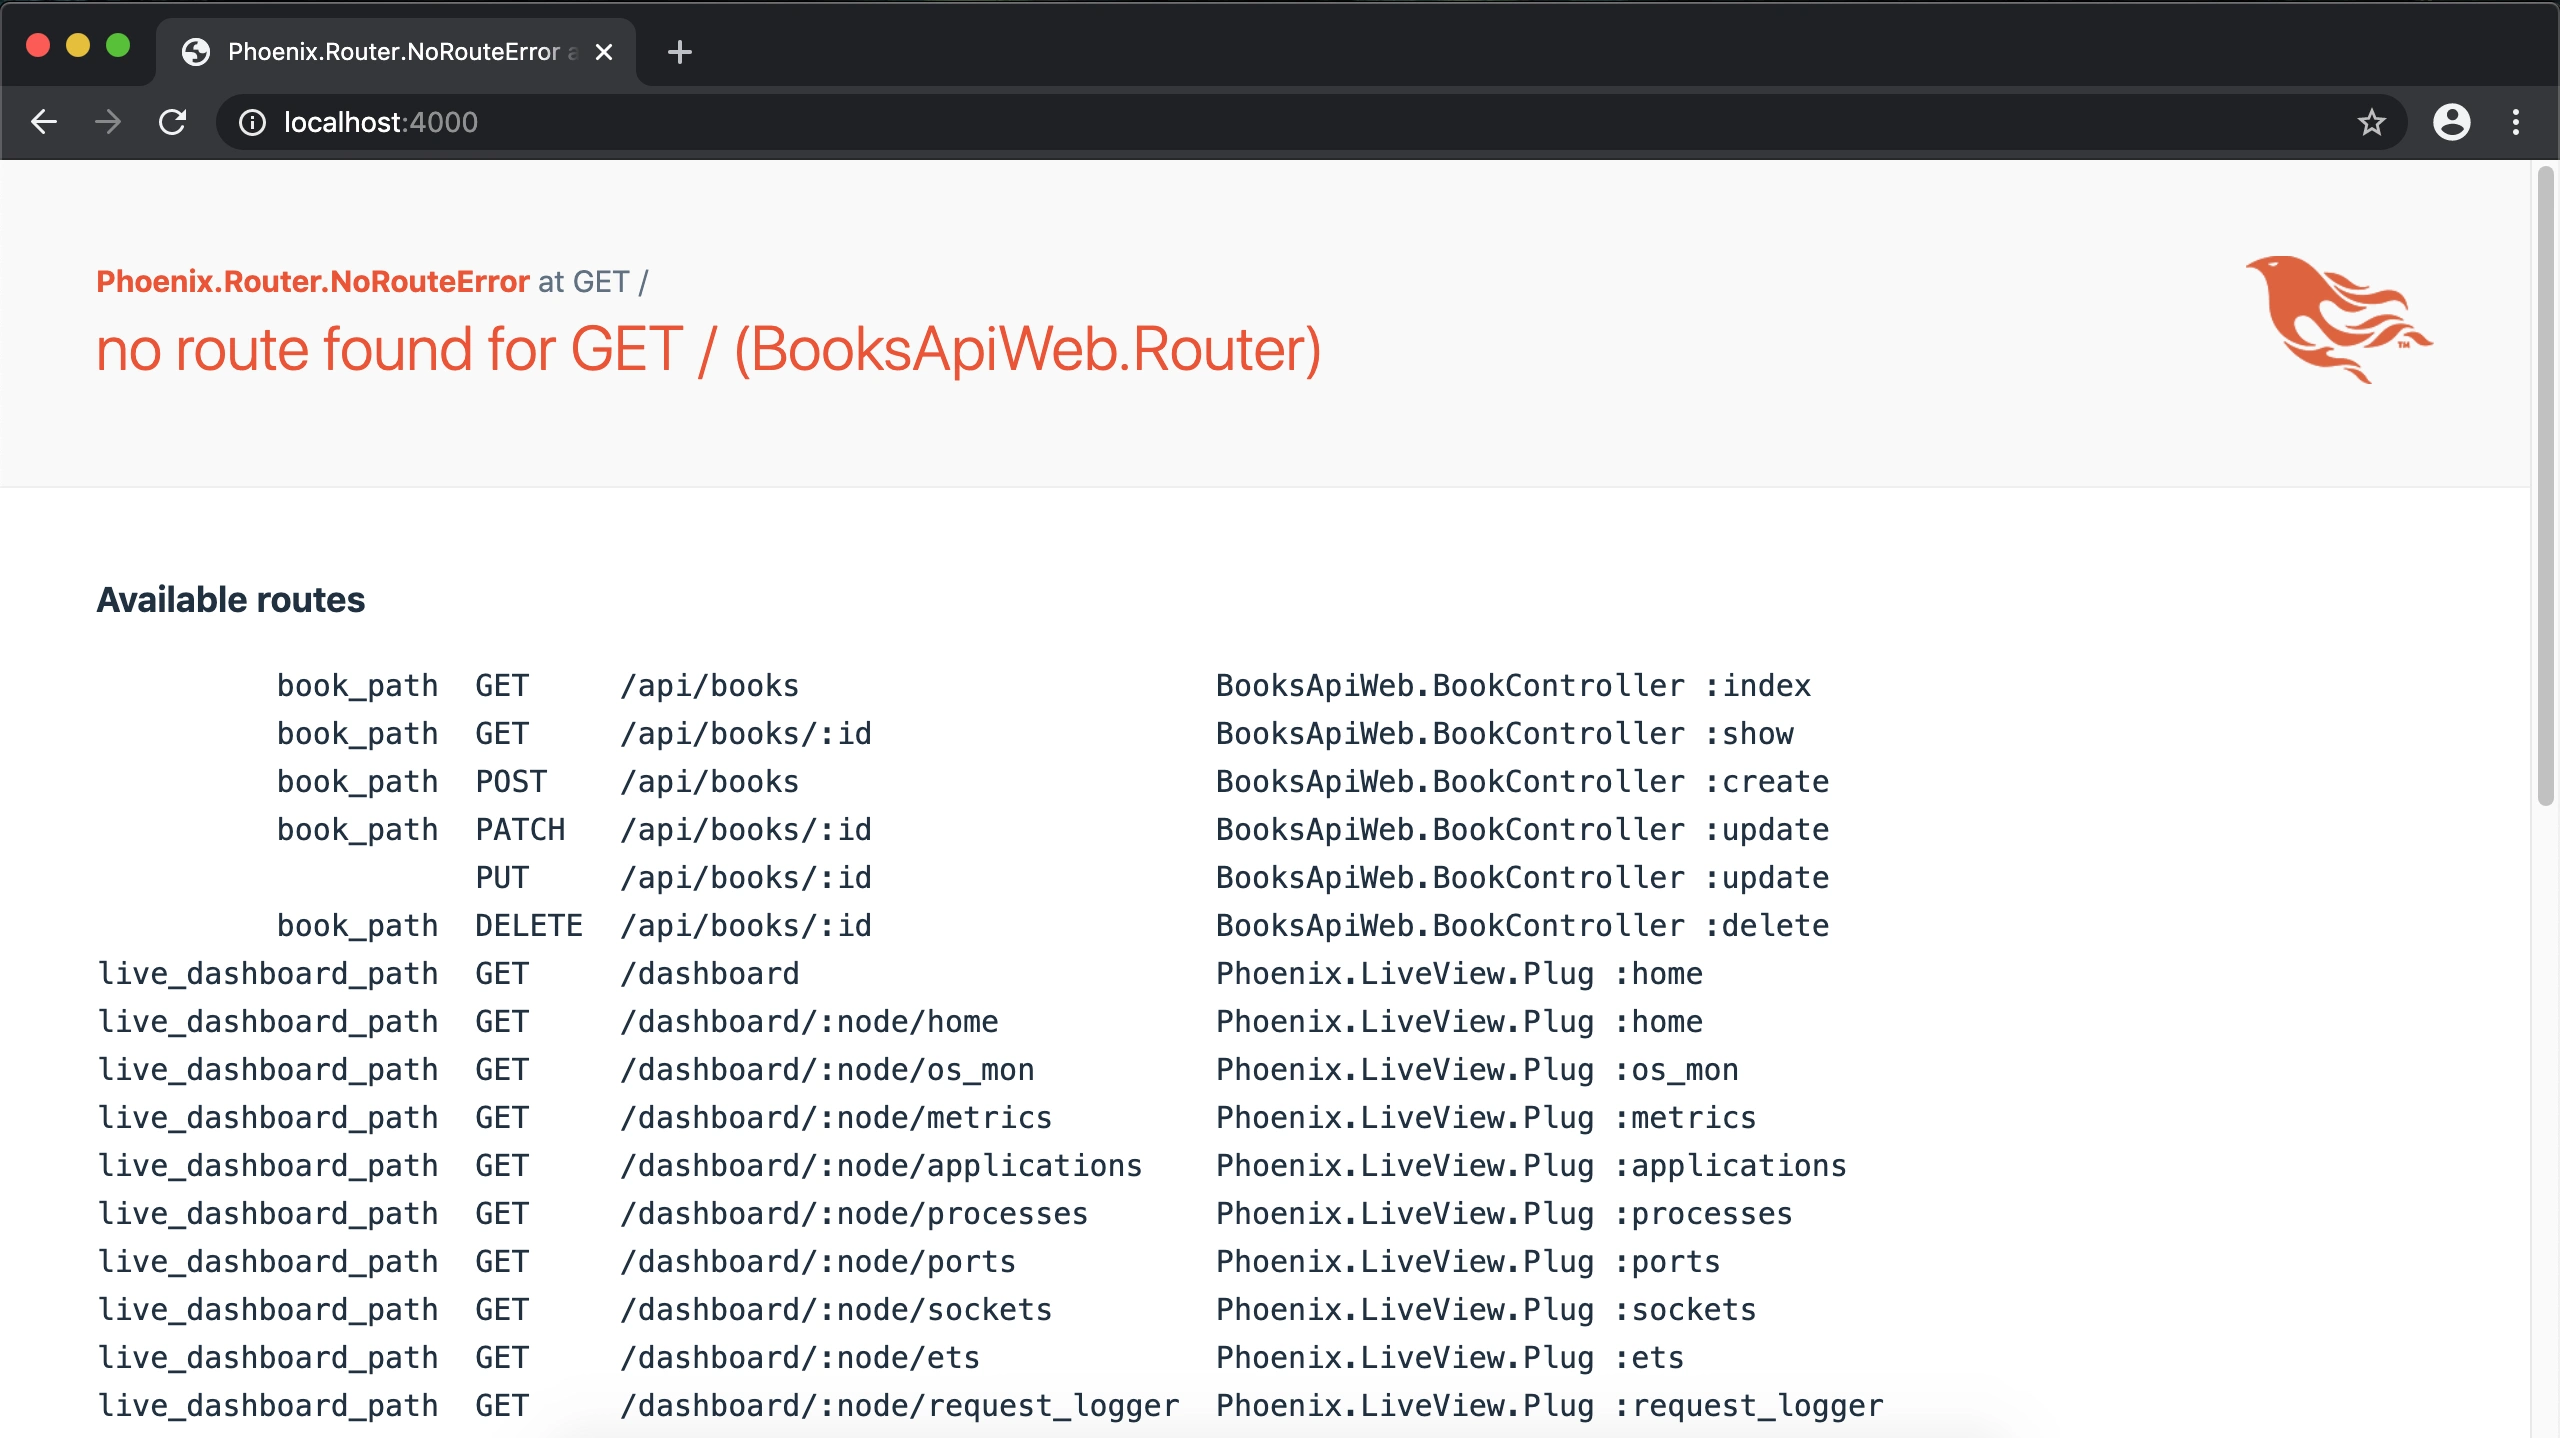 Phoenix.Router.NoRouteError a
localhost:4000
Phoenix.Router.NoRouteError at GET /
no route found for GET / (BooksApiWeb.Router)
TM
Available routes
book_path GET /api/books BooksApiWeb.BookController :index
book_path GET /api/books/:id BooksApiWeb.BookController :show
book_path POST /api/books BooksApiWeb.BookController :create
book_path PATCH /api/books/:id BooksApiWeb.BookController :update
PUT /api/books/:id BooksApiWeb.BookController :update
book_path DELETE /api/books/:id BooksApiWeb.BookController :delete
live_dashboard_path GET /dashboard Phoenix.LiveView.Plug :home
live_dashboard_path GET /dashboard/:node/home Phoenix.LiveView.Plug :home
live_dashboard_path GET /dashboard/:node/os_mon Phoenix.LiveView.Plug :os_mon
live_dashboard_path GET /dashboard/:node/metrics Phoenix.LiveView.Plug :metrics
live_dashboard_path GET /dashboard/:node/applications Phoenix.LiveView.Plug :applications
live_dashboard_path GET /dashboard/:node/processes Phoenix.LiveView.Plug :processes
live_dashboard_path GET /dashboard/:node/ports Phoenix.LiveView.Plug :ports
live_dashboard_path GET /dashboard/:node/sockets Phoenix.LiveView.Plug :sockets
live_dashboard_path GET /dashboard/:node/ets Phoenix.LiveView.Plug :ets
live_dashboard_path GET /dashboard/:node/request_logger Phoenix.LiveView.Plug :request_logger